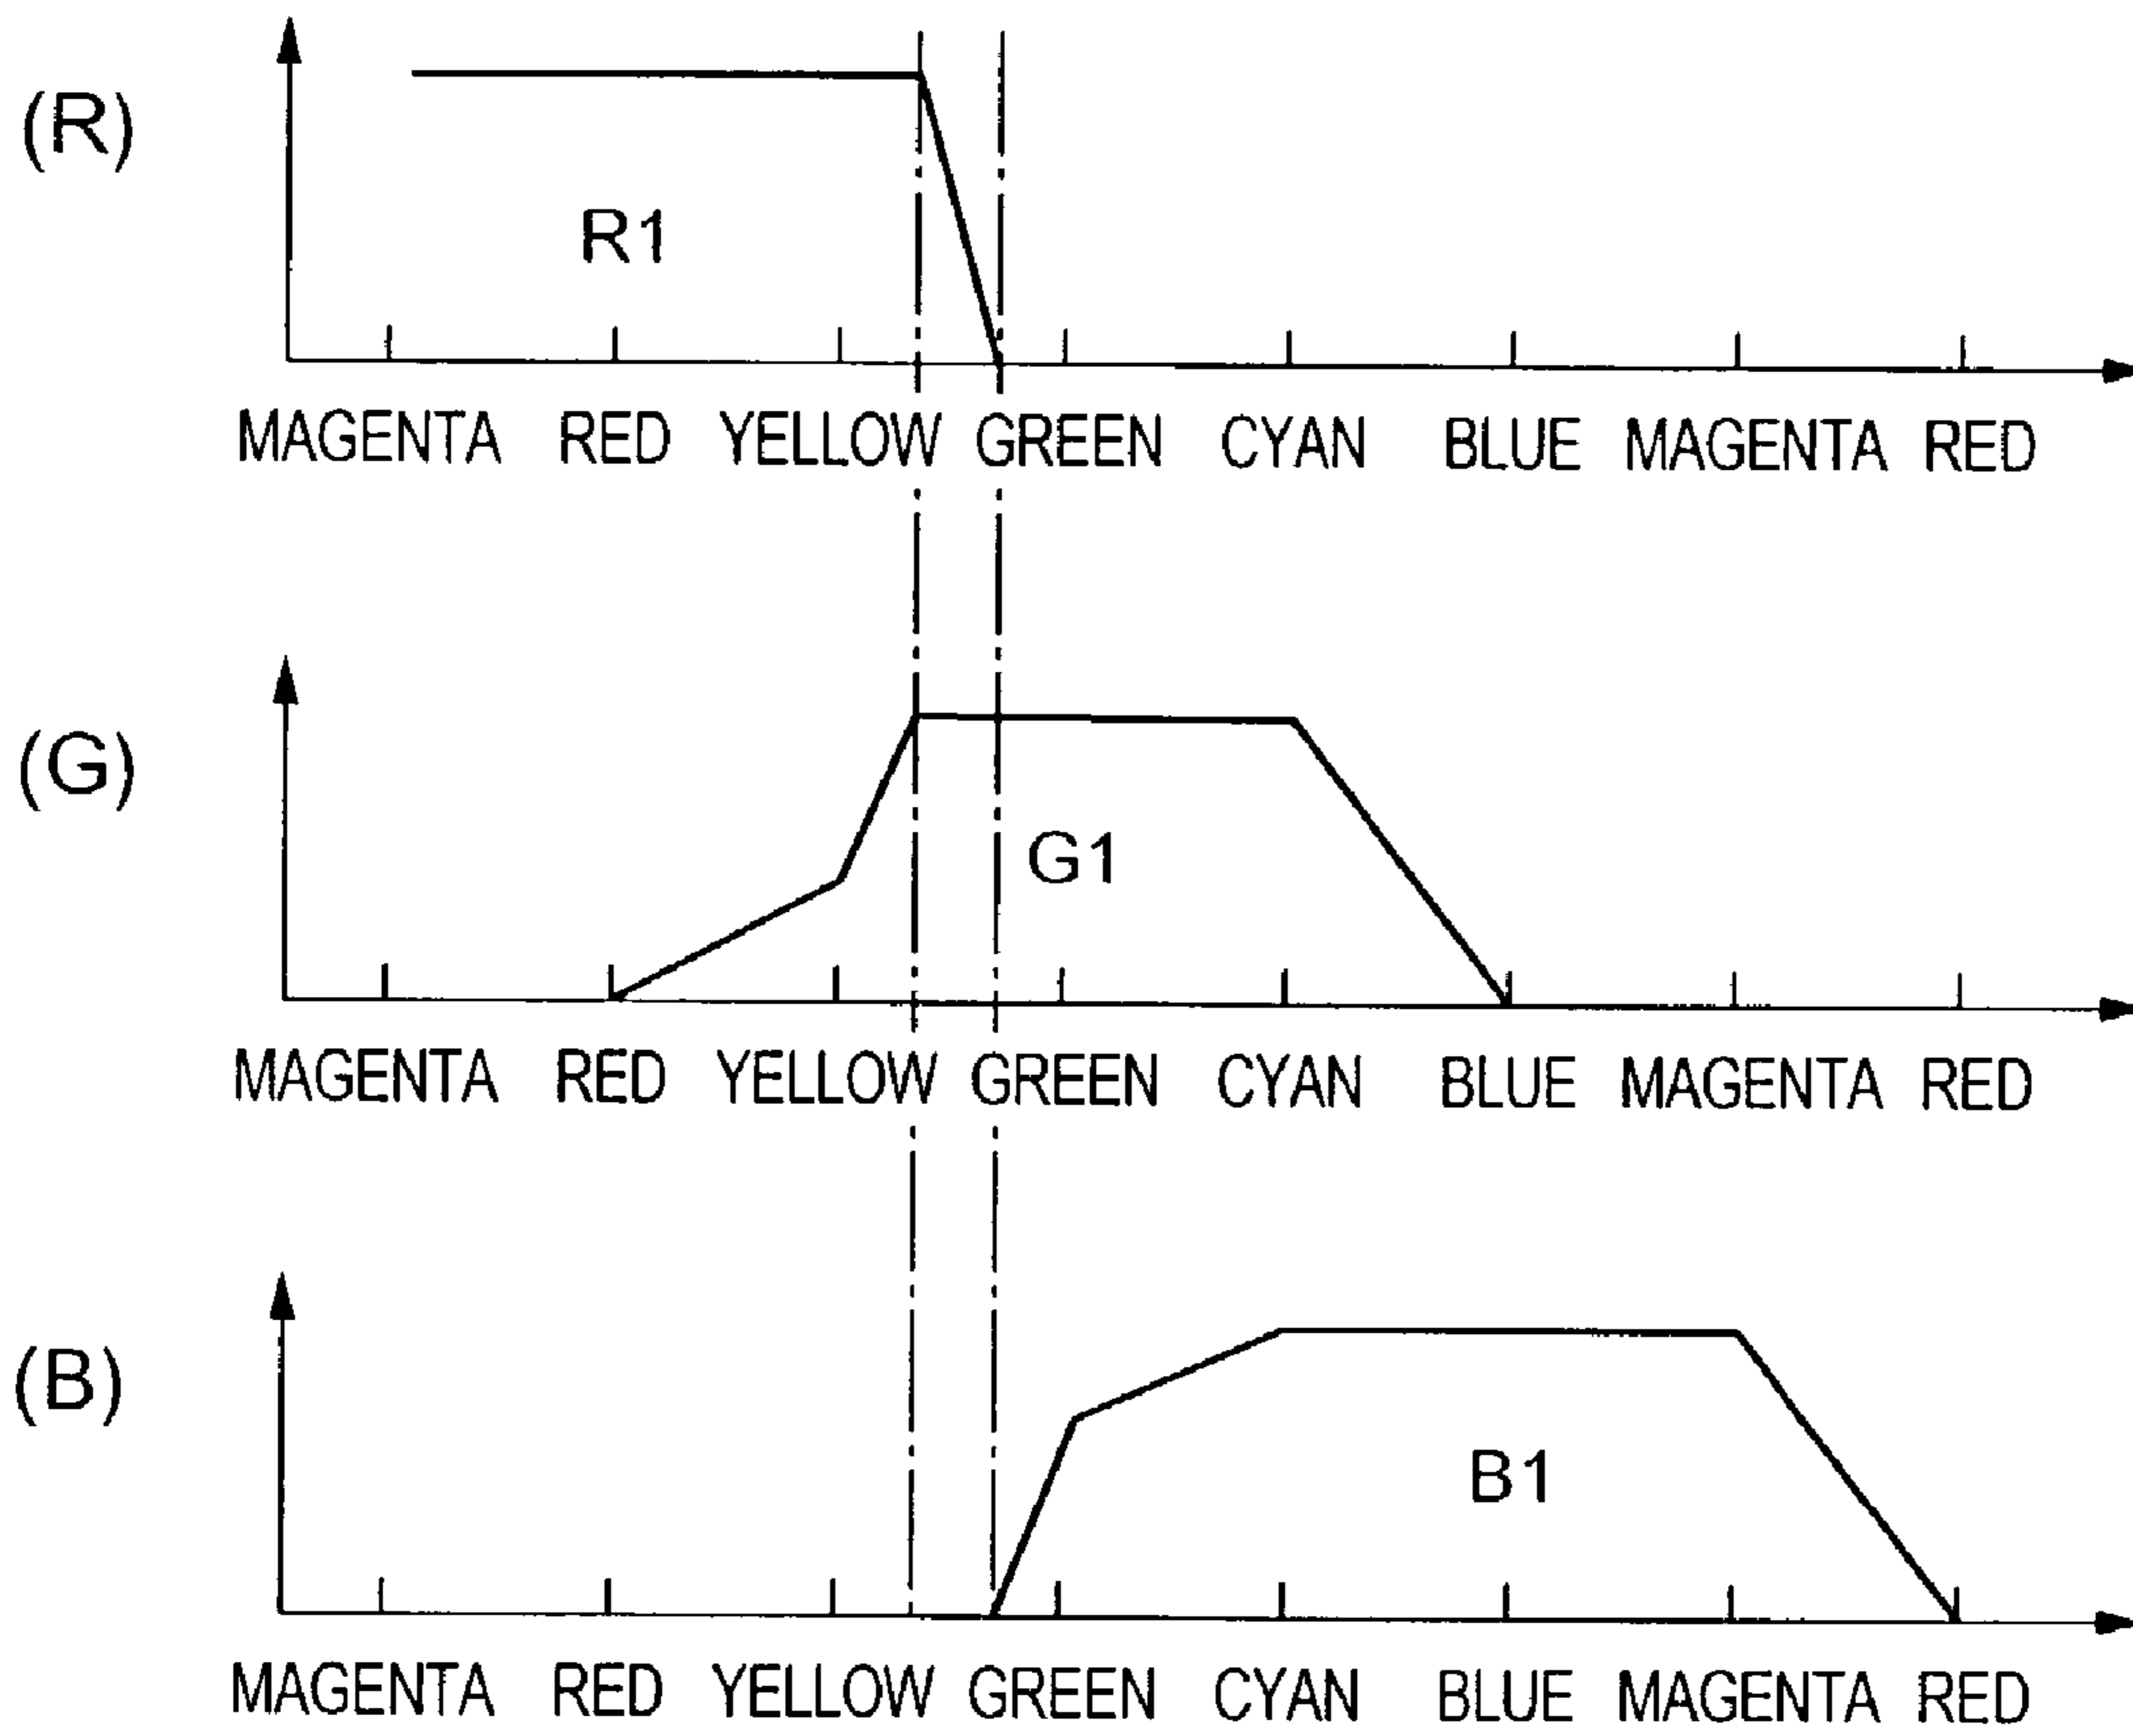 (R)
R1
MAGENTA RED YELLOW GREEN CYAN BLUE MAGENTA RED
(G)
G1
MAGENTA RED YELLOW GREEN CYAN BLUE MAGENTA RED
(B)
B1
MAGENTA RED YELLOW GREEN CYAN BLUE MAGENTA RED